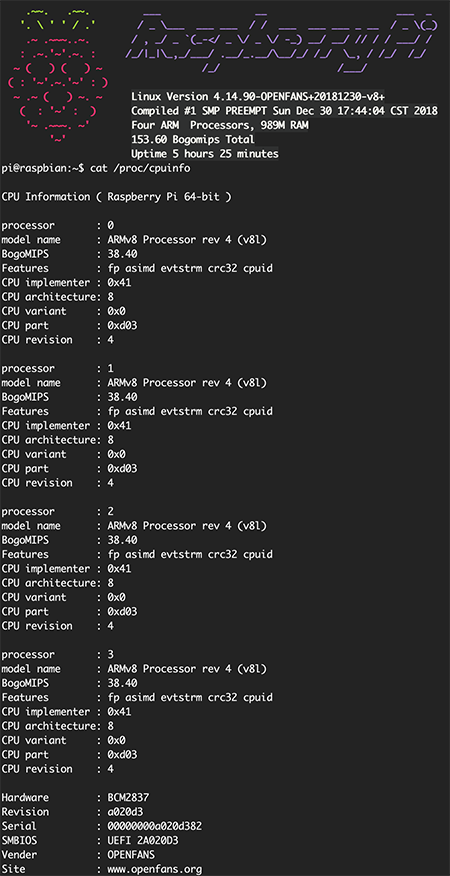 Raspberry Pi
Linux Version 4.14.90-OPENFANS+20181230-v8+
Compiled #1 SMP PREEMPT Sun Dec 30 17:44:04 CST 2018
Four ARM  Processors, 989M RAM
153.60 Bogomips Total
Uptime 5 hours 25 minutes
pi@raspbian:~$ cat /proc/cpuinfo
CPU Information ( Raspberry Pi 64-bit )
processor       : 0
model name      : ARMv8 Processor rev 4 (v8l)
BogoMIPS        : 38.40
Features        : fp asimd evtstrm crc32 cpuid
CPU implementer : 0x41
CPU architecture: 8
CPU variant     : 0x0
CPU part        : 0xd03
CPU revision    : 4
processor       : 1
model name      : ARMv8 Processor rev 4 (v8l)
BogoMIPS        : 38.40
Features        : fp asimd evtstrm crc32 cpuid
CPU implementer : 0x41
CPU architecture: 8
CPU variant     : 0x0
CPU part        : 0xd03
CPU revision    : 4
processor       : 2
model name      : ARMv8 Processor rev 4 (v8l)
BogoMIPS        : 38.40
Features        : fp asimd evtstrm crc32 cpuid
CPU implementer : 0x41
CPU architecture: 8
CPU variant     : 0x0
CPU part        : 0xd03
CPU revision    : 4
processor       : 3
model name      : ARMv8 Processor rev 4 (v8l)
BogoMIPS        : 38.40
Features        : fp asimd evtstrm crc32 cpuid
CPU implementer : 0x41
CPU architecture: 8
CPU variant     : 0x0
CPU part        : 0xd03
CPU revision    : 4
Hardware        : BCM2837
Revision        : a020d3
Serial          : 00000000a020d382
SMBIOS          : UEFI 2A020D3
Vender          : OPENFANS
Site            : www.openfans.org